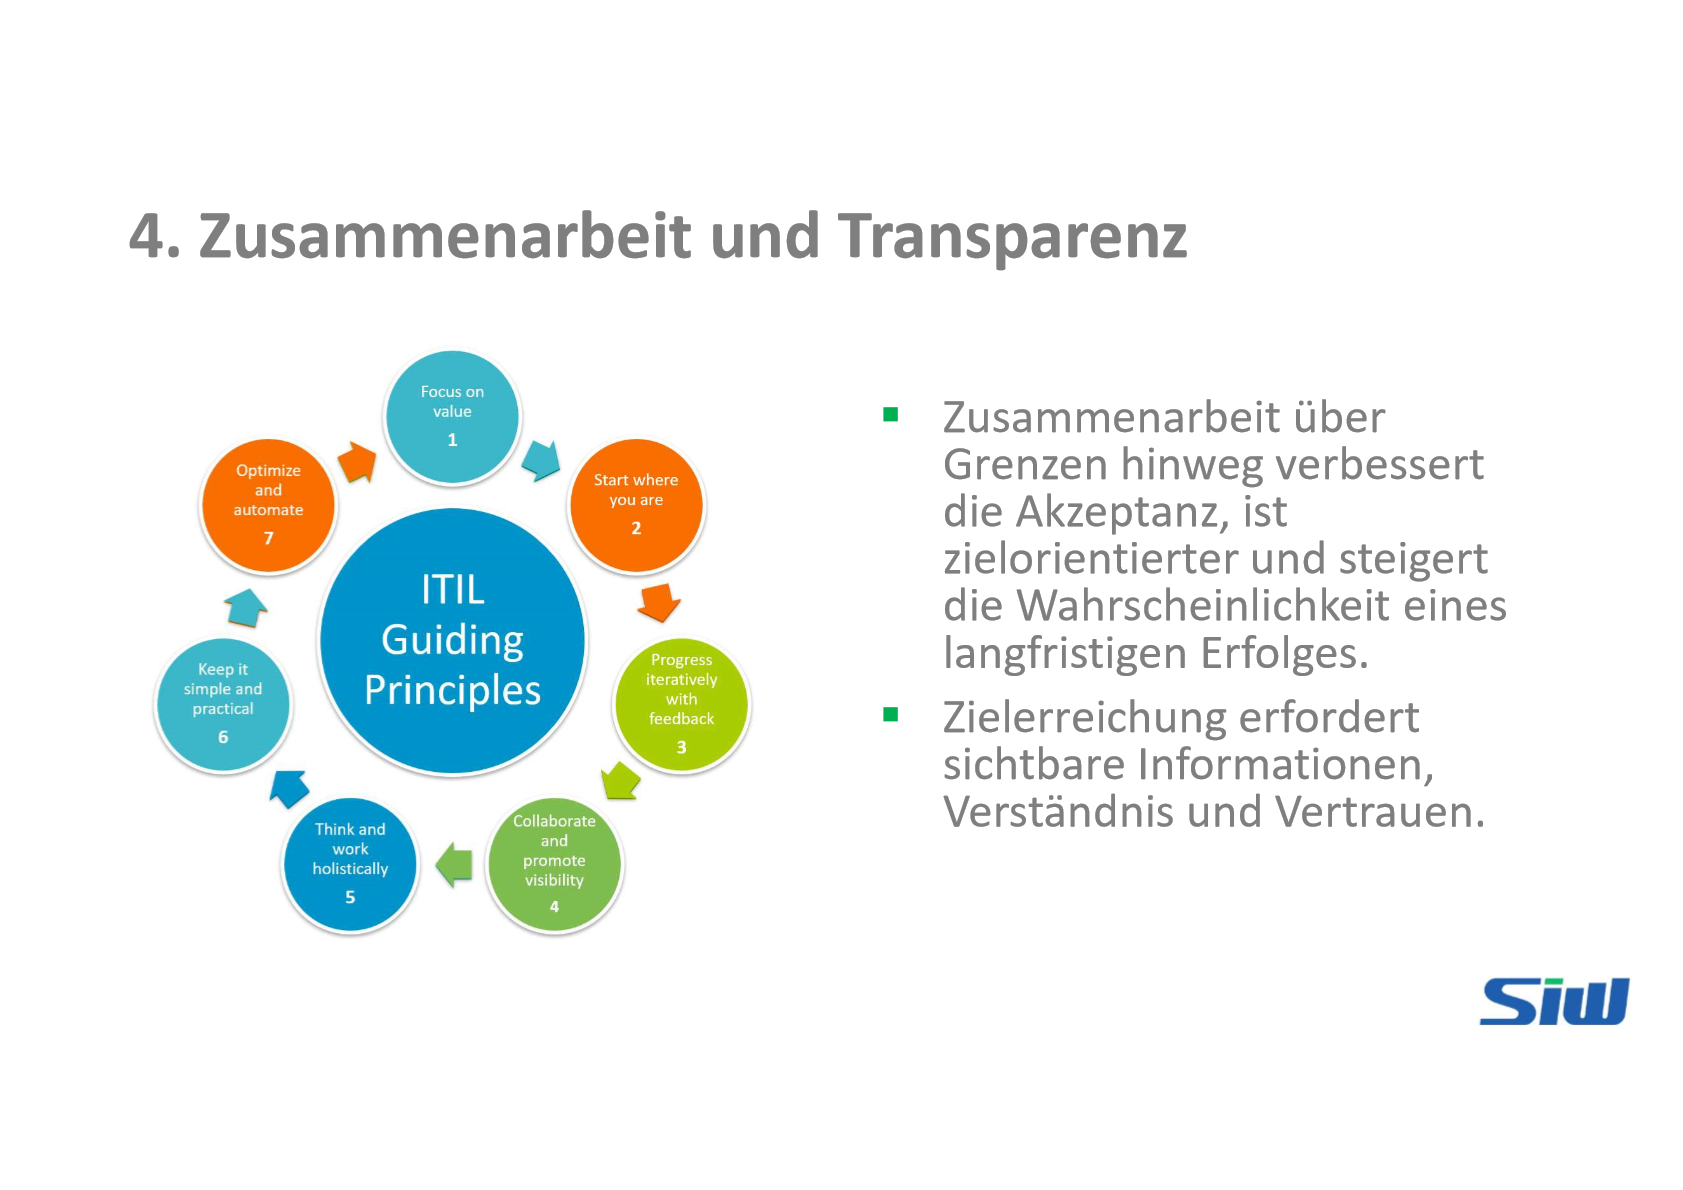 4. Zusammenarbeit und Transparenz
Focus on
value
1
Start where
you are
2
Progress
iteratively
with
feedback
3
Collaborate
and
promote
visibility
4
Think and
work
holistically
5
Keep it
simple and
practical
6
Optimize
and
automate
7
ITIL
Guiding
Principles
Zusammenarbeit über
Grenzen hinweg verbessert
die Akzeptanz, ist
zielorientierter und steigert
die Wahrscheinlichkeit eines
langfristigen Erfolges.
Zielerreichung erfordert
sichtbare Informationen,
Verständnis und Vertrauen.
SIW